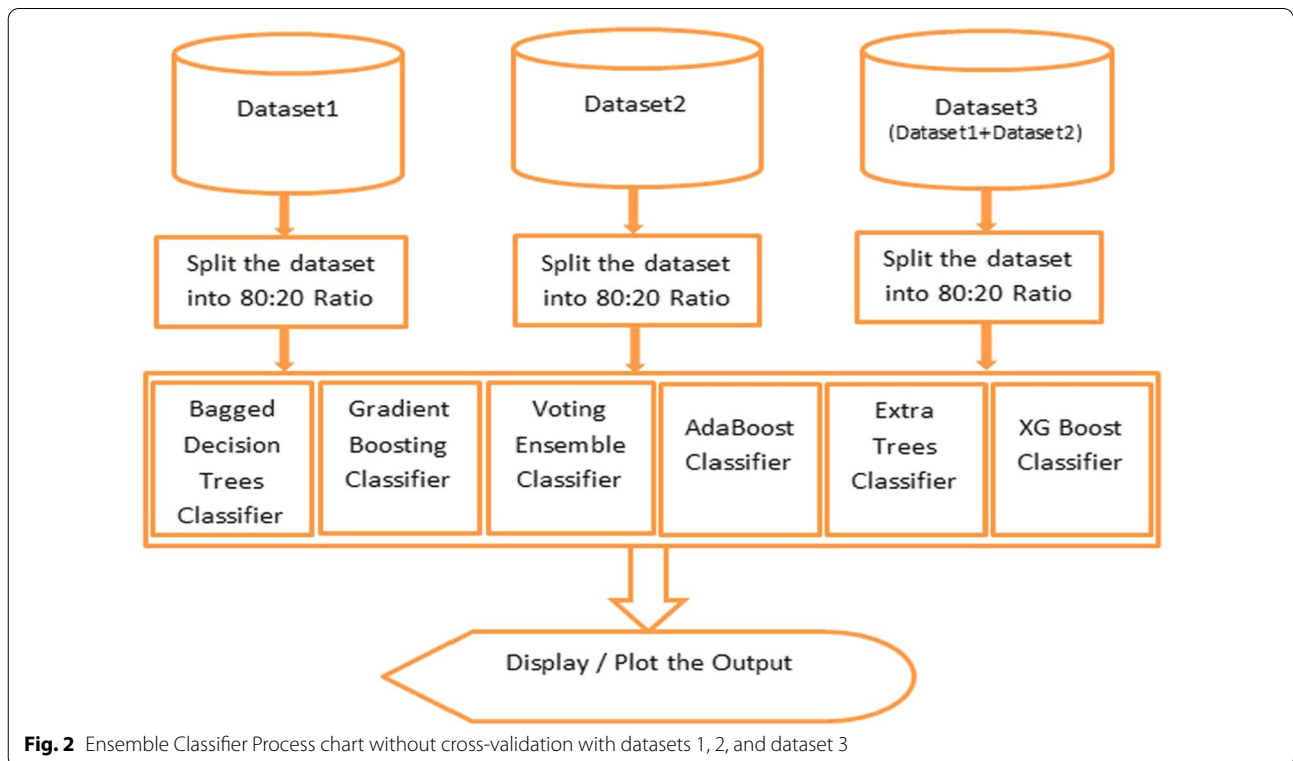 Dataset1
Dataset2
Dataset3
(Dataset1+Dataset2)
Split the dataset
into 80:20 Ratio
Split the dataset
into 80:20 Ratio
Split the dataset
into 80:20 Ratio
Bagged
Decision
Trees
Classifier
Gradient
Boosting
Classifier
Voting
Ensemble
Classifier
AdaBoost
Classifier
Extra
Trees
Classifier
XG Boost
Classifier
Display / Plot the Output
Fig. 2 Ensemble Classifier Process chart without cross-validation with datasets 1, 2, and dataset 3